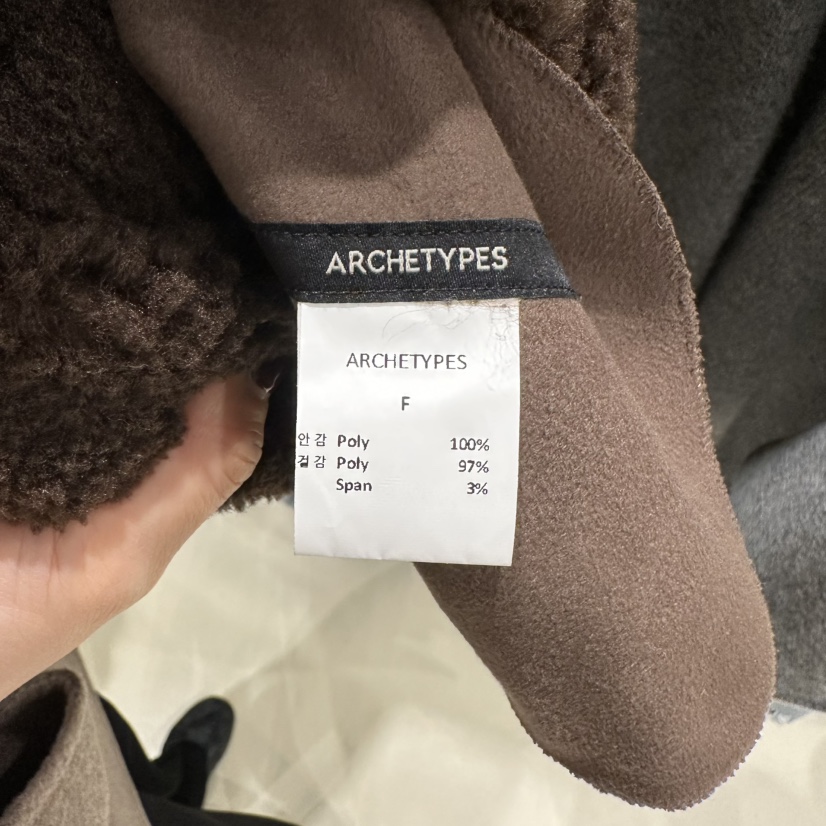 ARCHETYPES
ARCHETYPES
F
안감 Poly 100%
겉감 Poly 97%
Span 3%